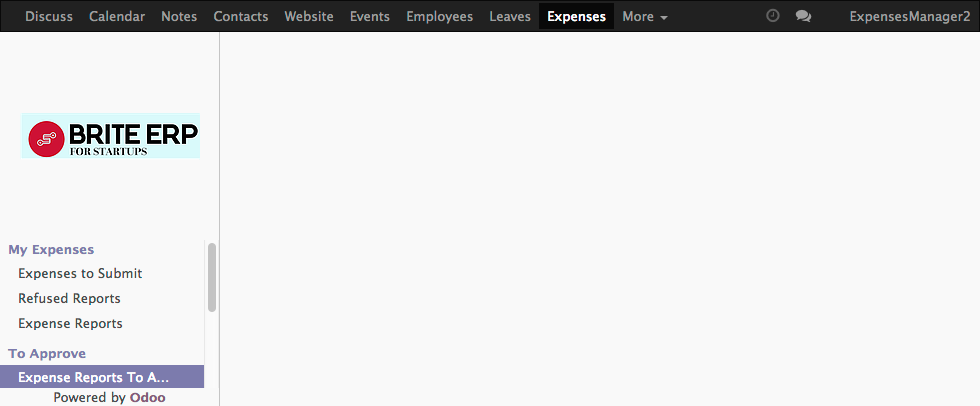 Discuss Calendar Notes Contacts Website Events Employees Leaves Expenses More ExpensesManager2
BRITE ERP
FOR STARTUPS
My Expenses
Expenses to Submit
Refused Reports
Expense Reports
To Approve
Expense Reports To A...
Powered by Odoo